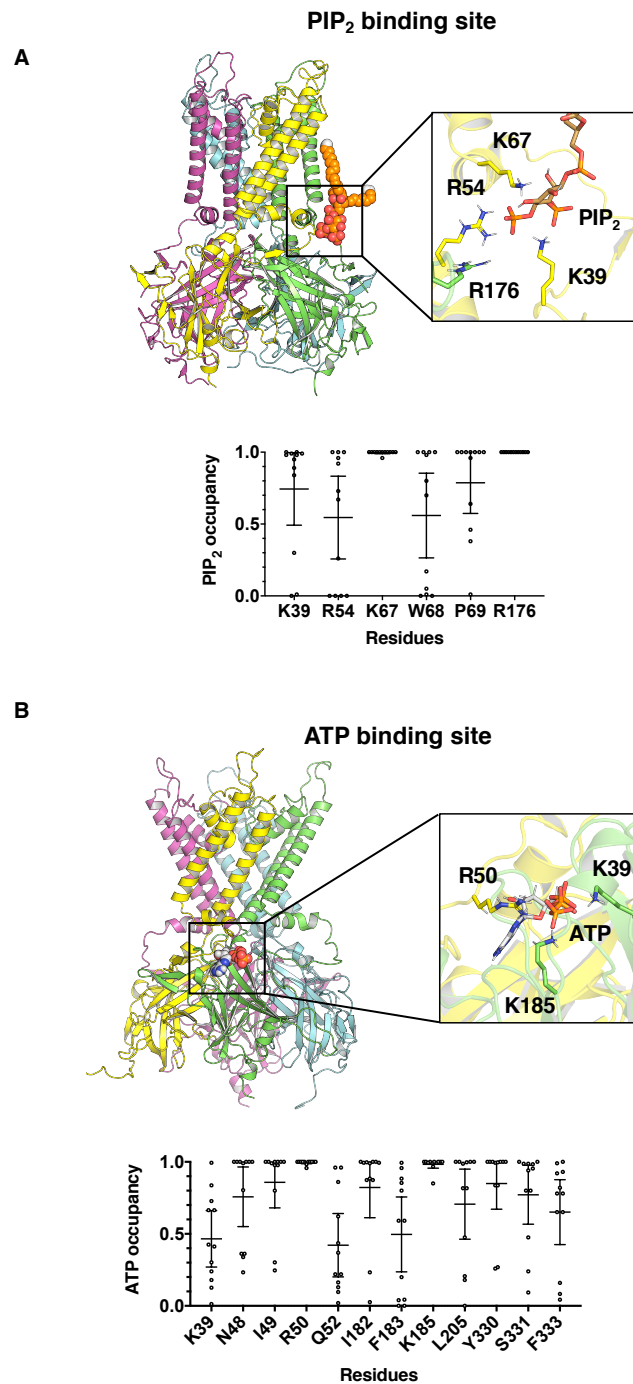 PIP₂ binding site
A
K67
R54
PIP₂
R176
K39
1.0
0.5
0.0
PIP₂ occupancy
K39 R54 K67 W68 P69 R176
Residues
B
ATP binding site
R50
K39
ATP
K185
1.0
0.5
0.0
ATP occupancy
K39 N48 I49 R50 Q52 I182 F183 K185 L205 Y330 S331 F333
Residues